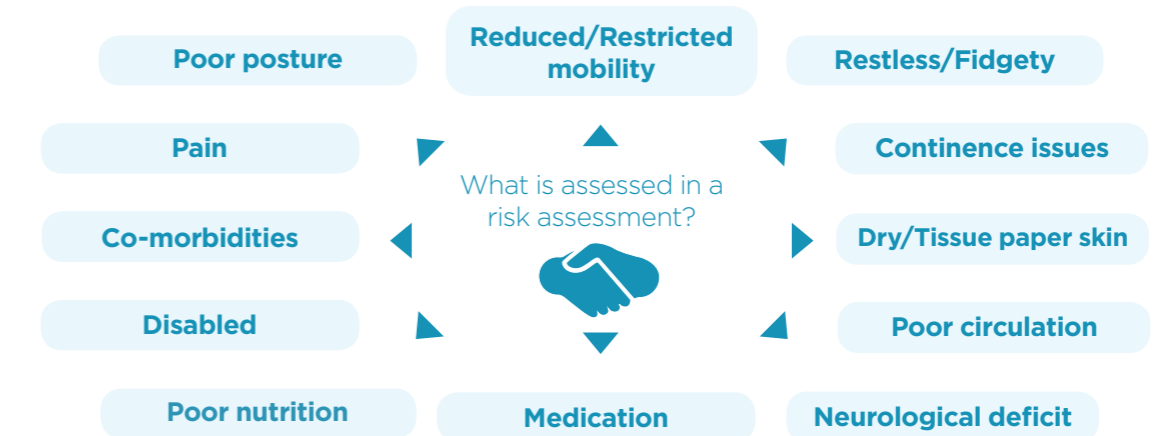 Poor posture
Reduced/Restricted
mobility
Restless/Fidgety
Pain
Continence issues
What is assessed in a
risk assessment?
Co-morbidities
Dry/Tissue paper skin
Disabled
Poor circulation
Poor nutrition
Medication
Neurological deficit